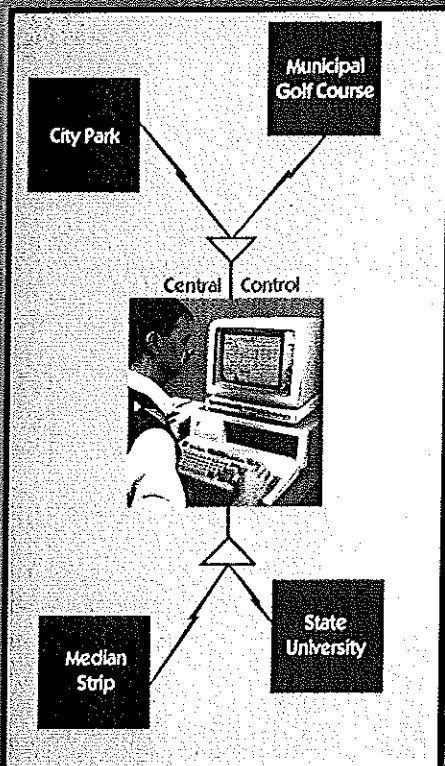 City Park
Municipal
Golf Course
Central Control
Median
Strip
State
University